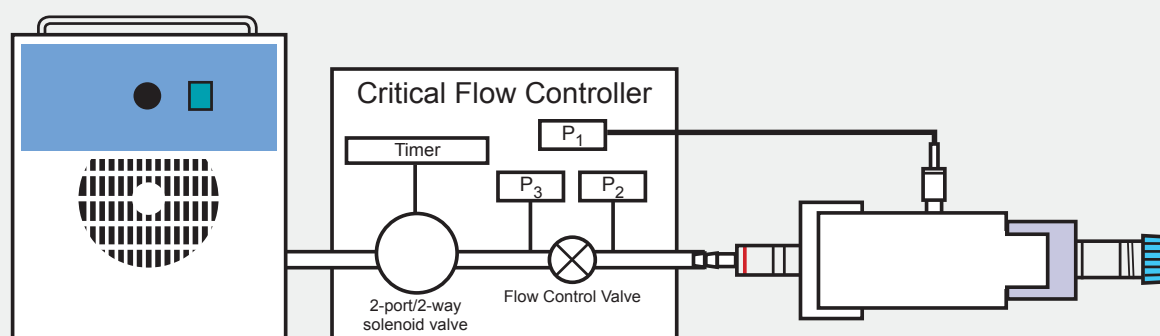 Critical Flow Controller
P1
Timer
P3
P2
2-port/2-way
solenoid valve
Flow Control Valve